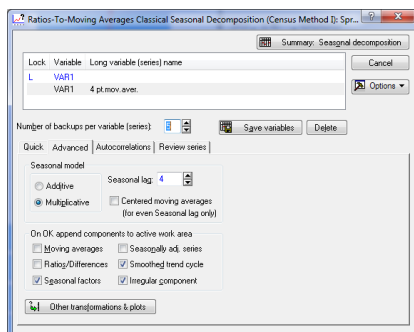 Ratios-To-Moving Averages Classical Seasonal Decomposition (Census Method I): Spr...
Summary: Seasonal decomposition
Lock Variable Long variable (series) name
L VAR1
VAR1 4 pt.mov.aver.
Cancel
Options
Number of backups per variable (series):
Save variables Delete
Quick Advanced Autocorrelations Review series
Seasonal model
Additive
Multiplicative
Seasonal lag: 4
Centered moving averages
(for even Seasonal lag only)
On OK append components to active work area
Moving averages Seasonally adj. series
Ratios/Differences Smoothed trend cycle
Seasonal factors Irregular component
Other transformations & plots